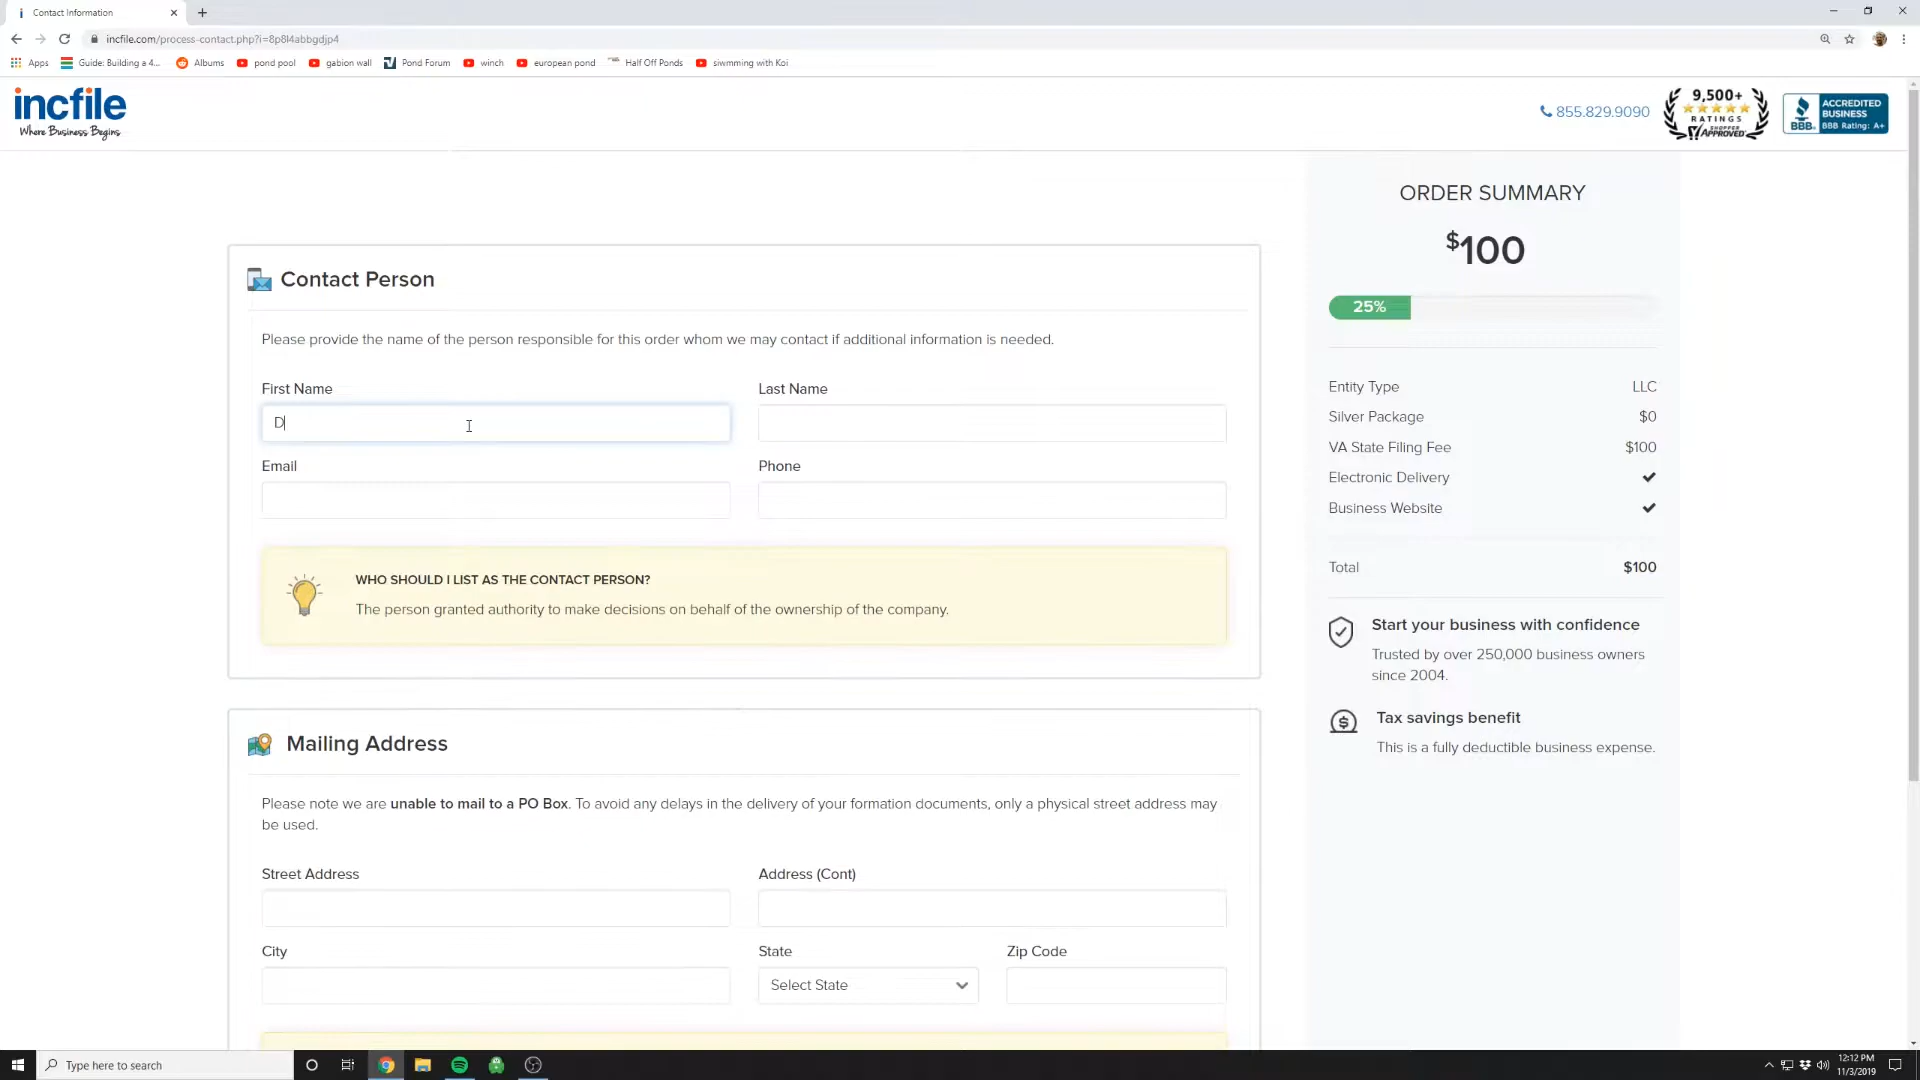 Contact Information
incfile.com/process-contact.php?i=8p8l4abbgdjp4
Apps Guide: Building a 4... Albums pond pool gabion wall Pond Forum winch european pond Half Off Ponds siwmming with Koi
incfile
Where Business Begins
855.829.9090
9,500+
RATINGS
SHOPPER
APPROVED
ACCREDITED
BUSINESS
BBB. BBB Rating: A+
Contact Person
Please provide the name of the person responsible for this order whom we may contact if additional information is needed.
First Name Last Name
D
Email Phone
WHO SHOULD I LIST AS THE CONTACT PERSON?
The person granted authority to make decisions on behalf of the ownership of the company.
Mailing Address
Please note we are unable to mail to a PO Box. To avoid any delays in the delivery of your formation documents, only a physical street address may
be used.
Street Address Address (Cont)
City State Zip Code
Select State
ORDER SUMMARY
$100
25%
Entity Type LLC
Silver Package $0
VA State Filing Fee $100
Electronic Delivery
Business Website
Total $100
Start your business with confidence
Trusted by over 250,000 business owners
since 2004.
Tax savings benefit
This is a fully deductible business expense.
Type here to search
12:12 PM
11/3/2019